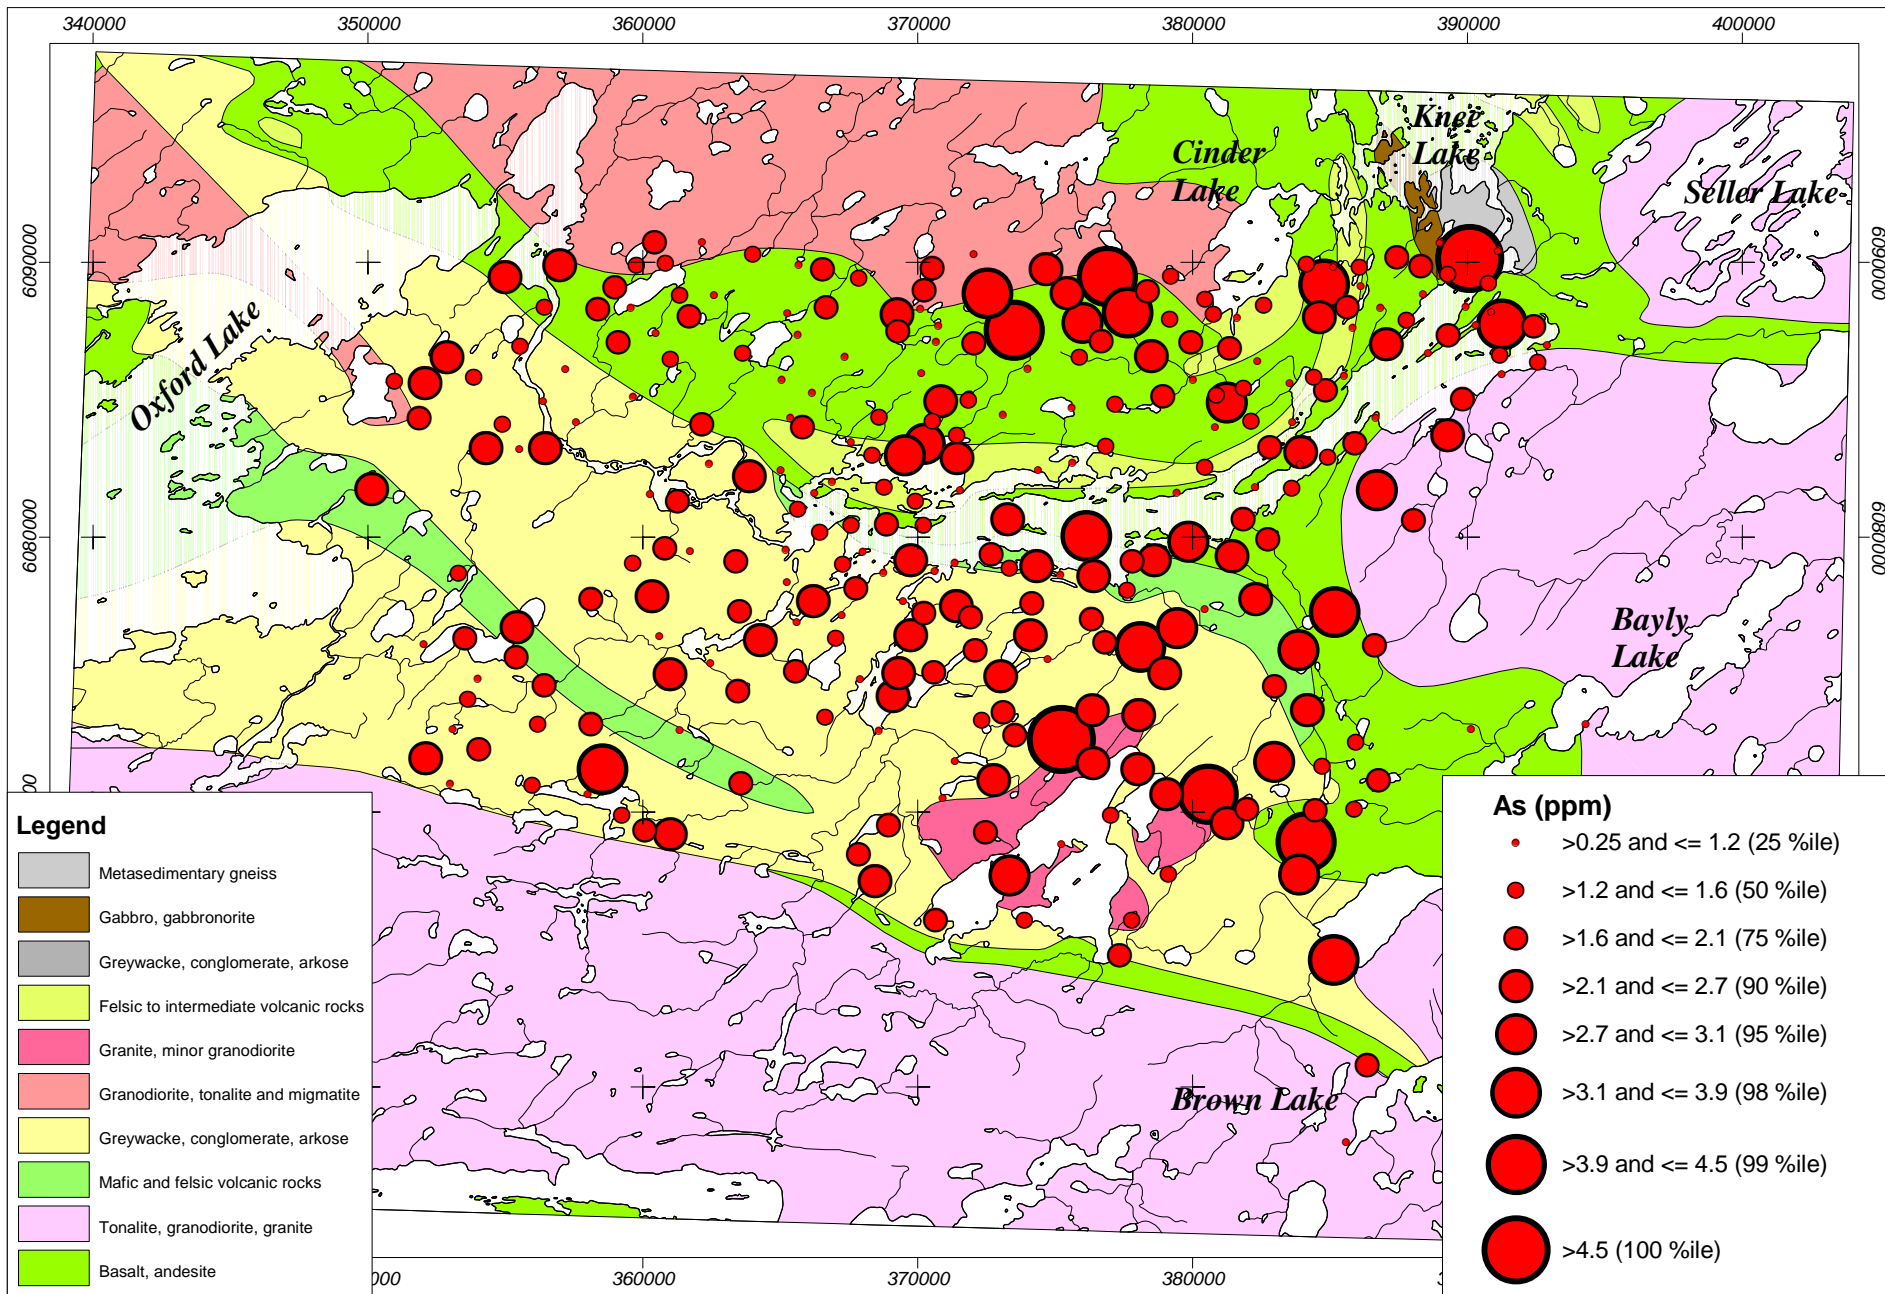 340000 350000 360000 370000 380000 390000 400000
Knee
Lake
Cinder
Lake
Seller Lake
6090000
6090000
Oxford Lake
6080000
6080000
Bayly
Lake
Brown Lake
Legend
Metasedimentary gneiss
Gabbro, gabbronorite
Greywacke, conglomerate, arkose
Felsic to intermediate volcanic rocks
Granite, minor granodiorite
Granodiorite, tonalite and migmatite
Greywacke, conglomerate, arkose
Mafic and felsic volcanic rocks
Tonalite, granodiorite, granite
Basalt, andesite
As (ppm)
>0.25 and <= 1.2 (25 %ile)
>1.2 and <= 1.6 (50 %ile)
>1.6 and <= 2.1 (75 %ile)
>2.1 and <= 2.7 (90 %ile)
>2.7 and <= 3.1 (95 %ile)
>3.1 and <= 3.9 (98 %ile)
>3.9 and <= 4.5 (99 %ile)
>4.5 (100 %ile)
360000 370000 380000